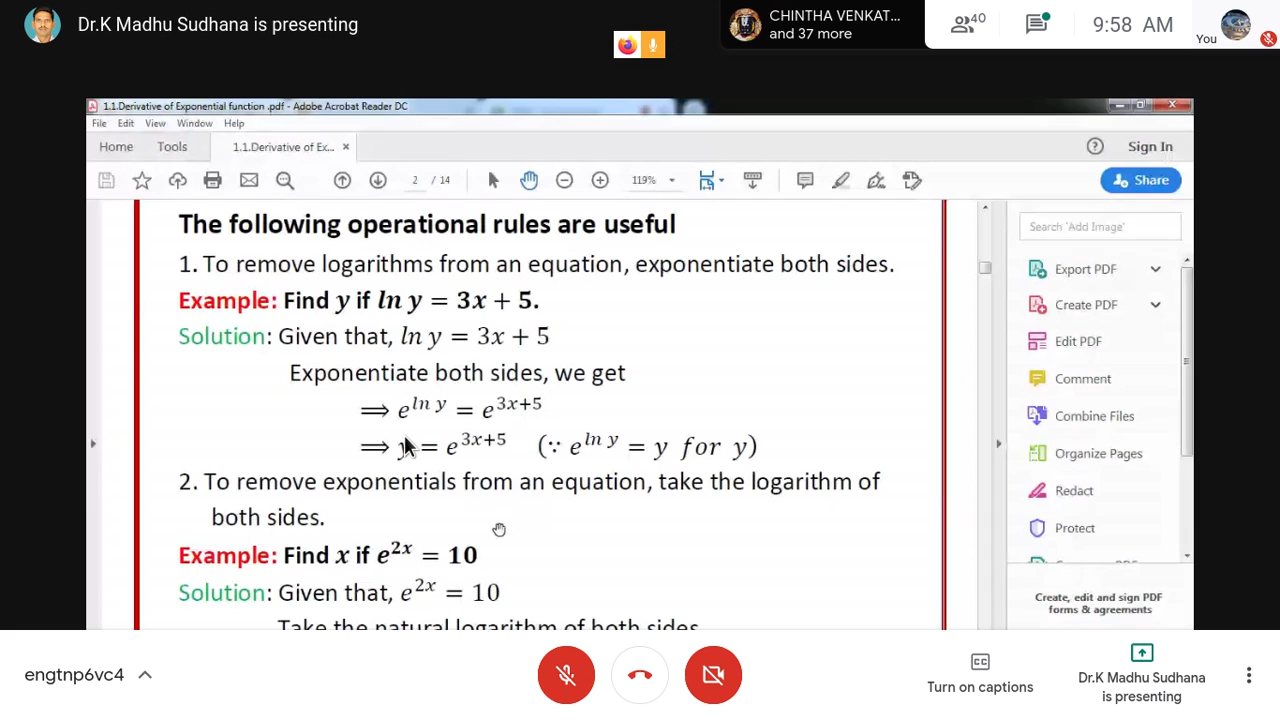 Dr.K Madhu Sudhana is presenting
CHINTHA VENKAT...
and 37 more
40
9:58 AM
You
1.1.Derivative of Exponential function .pdf - Adobe Acrobat Reader DC
File Edit View Window Help
Home Tools 1.1.Derivative of Ex... ×
Sign In
2 / 14
119%
Share
The following operational rules are useful
1. To remove logarithms from an equation, exponentiate both sides.
Example: Find y if ln y = 3x + 5.
Solution: Given that, ln y = 3x + 5
Exponentiate both sides, we get
⟹ e^{ln y} = e^{3x+5}
⟹ y = e^{3x+5} (∵ e^{ln y} = y for y)
2. To remove exponentials from an equation, take the logarithm of
both sides.
Example: Find x if e^{2x} = 10
Solution: Given that, e^{2x} = 10
Take the natural logarithm of both sides
Search 'Add Image'
Export PDF
Create PDF
Edit PDF
Comment
Combine Files
Organize Pages
Redact
Protect
Create, edit and sign PDF
forms & agreements
engtnp6vc4
Turn on captions
Dr.K Madhu Sudhana
is presenting